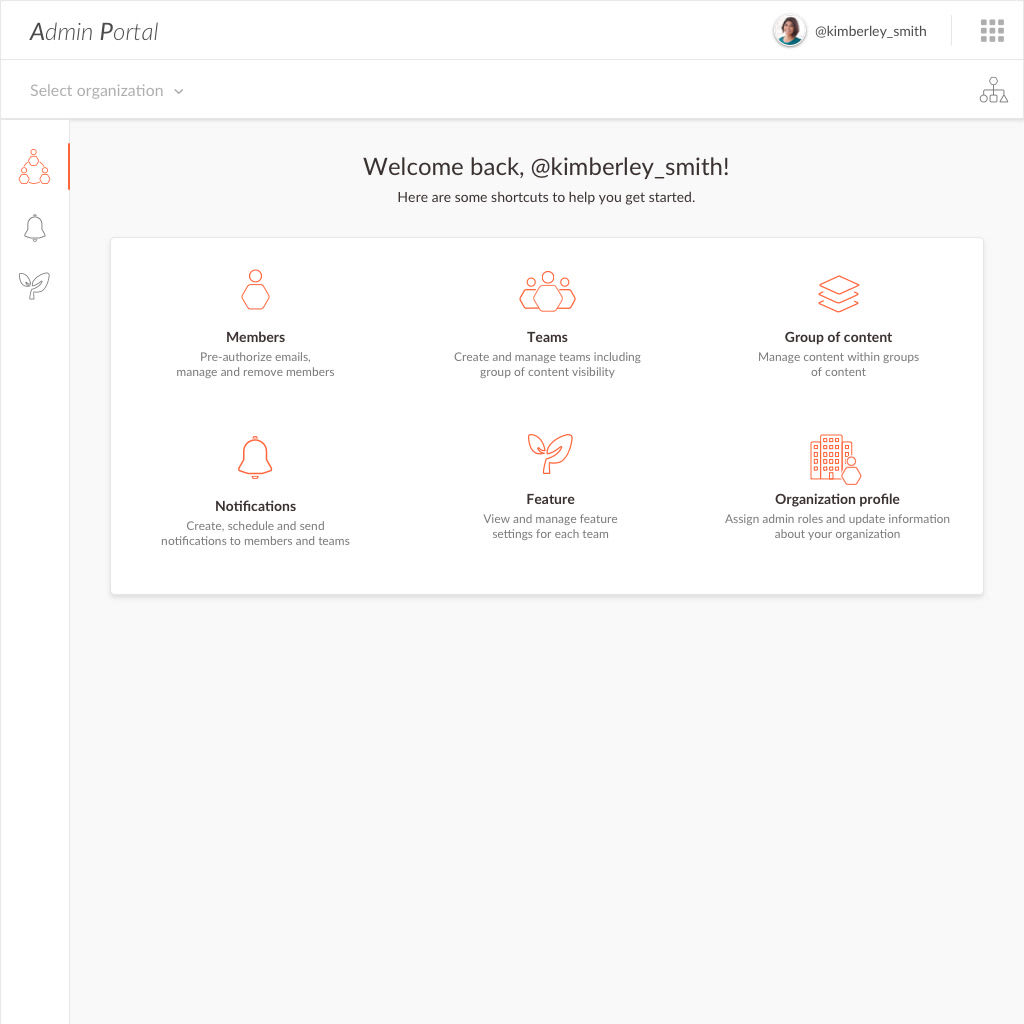 Admin Portal
@kimberley_smith
Select organization
Welcome back, @kimberley_smith!
Here are some shortcuts to help you get started.
Members
Pre-authorize emails,
manage and remove members
Teams
Create and manage teams including
group of content visibility
Group of content
Manage content within groups
of content
Notifications
Create, schedule and send
notifications to members and teams
Feature
View and manage feature
settings for each team
Organization profile
Assign admin roles and update information
about your organization